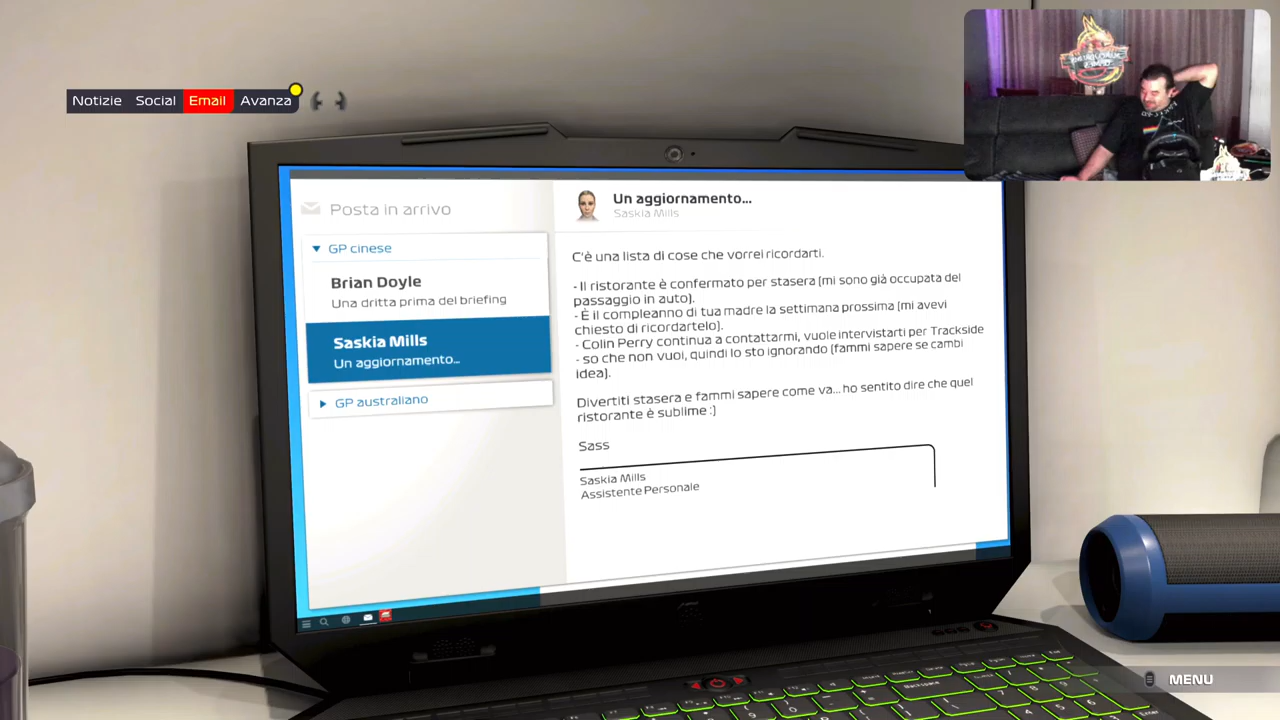 Notizie Social Email Avanza
Posta in arrivo
GP cinese
Brian Doyle
Una dritta prima del briefing
Saskia Mills
Un aggiornamento...
GP australiano
Un aggiornamento...
Saskia Mills
C'è una lista di cose che vorrei ricordarti.
- Il ristorante è confermato per stasera (mi sono già occupata del
passaggio in auto).
- È il compleanno di tua madre la settimana prossima (mi avevi
chiesto di ricordartelo).
- Colin Perry continua a contattarmi, vuole intervistarti per Trackside
- so che non vuoi, quindi lo sto ignorando (fammi sapere se cambi
idea).
Divertiti stasera e fammi sapere come va... ho sentito dire che quel
ristorante è sublime :)
Sass
Saskia Mills
Assistente Personale
MENU